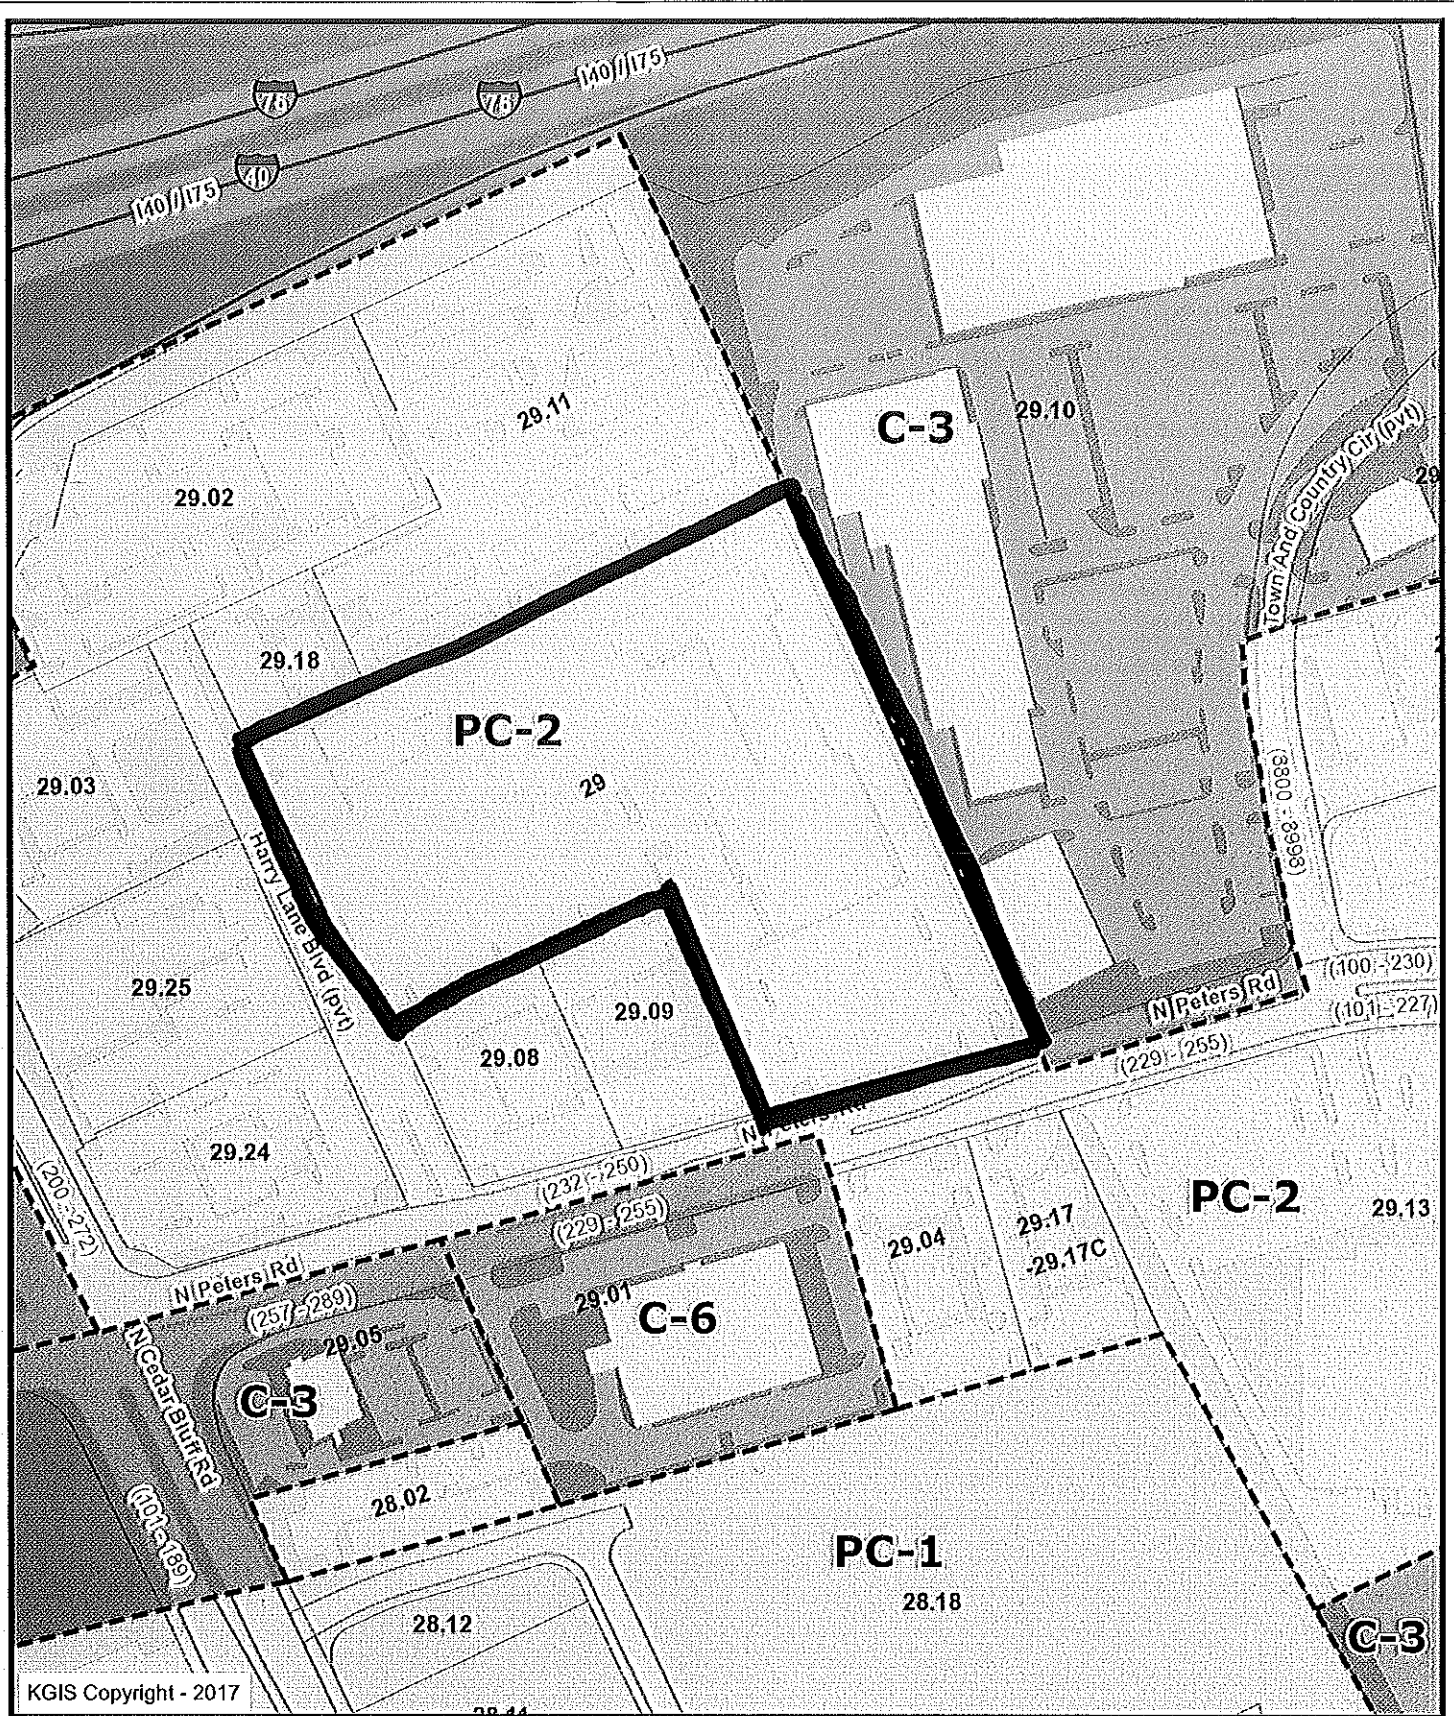 I40 / I75
75
75
40
I40 / I75
29.11
C-3
29.10
29.02
Town And Country Cir (pvt)
29.18
PC-2
29.03
29
(8800 - 8998)
Harry Lane Blvd (pvt)
29.25
29.09
29.08
N Peters Rd
(100 - 230)
(101 - 227)
(229 - 255)
N Peters Rd
29.24
(200 - 272)
(232 - 250)
(229 - 255)
PC-2
29.13
29.17
29.04
-29.17C
N Peters Rd
(257 - 289)
29.01
C-6
29.05
N Cedar Bluff Rd
C-3
28.02
(101 - 189)
PC-1
28.18
28.12
C-3
KGIS Copyright - 2017